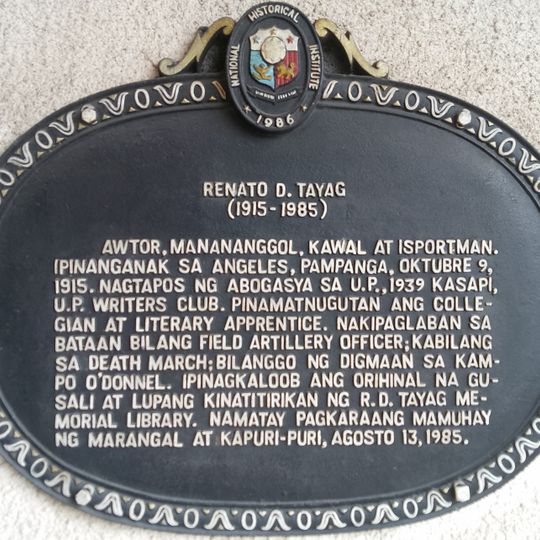 NATIONAL HISTORICAL INSTITUTE
1986
RENATO D. TAYAG
(1915-1985)
AWTOR, MANANANGGOL, KAWAL AT ISPORTMAN.
IPINANGANAK SA ANGELES, PAMPANGA, OKTUBRE 9,
1915. NAGTAPOS NG ABOGASYA SA U.P., 1939 KASAPI,
U.P. WRITERS CLUB. PINAMATNUGUTAN ANG COLLE-
GIAN AT LITERARY APPRENTICE. NAKIPAGLABAN SA
BATAAN BILANG FIELD ARTILLERY OFFICER; KABILANG
SA DEATH MARCH; BILANGGO NG DIGMAAN SA KAM-
PO O'DONNEL. IPINAGKALOOB ANG ORIHINAL NA GU-
SALI AT LUPANG KINATITIRIKAN NG R.D. TAYAG ME-
MORIAL LIBRARY. NAMATAY PAGKARAANG MAMUHAY
NG MARANGAL AT KAPURI-PURI, AGOSTO 13, 1985.